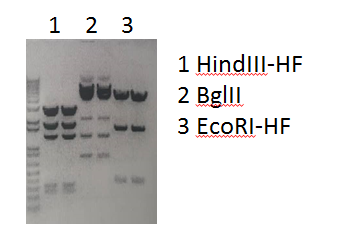 1 2 3
1 HindIII-HF
2 BglII
3 EcoRI-HF